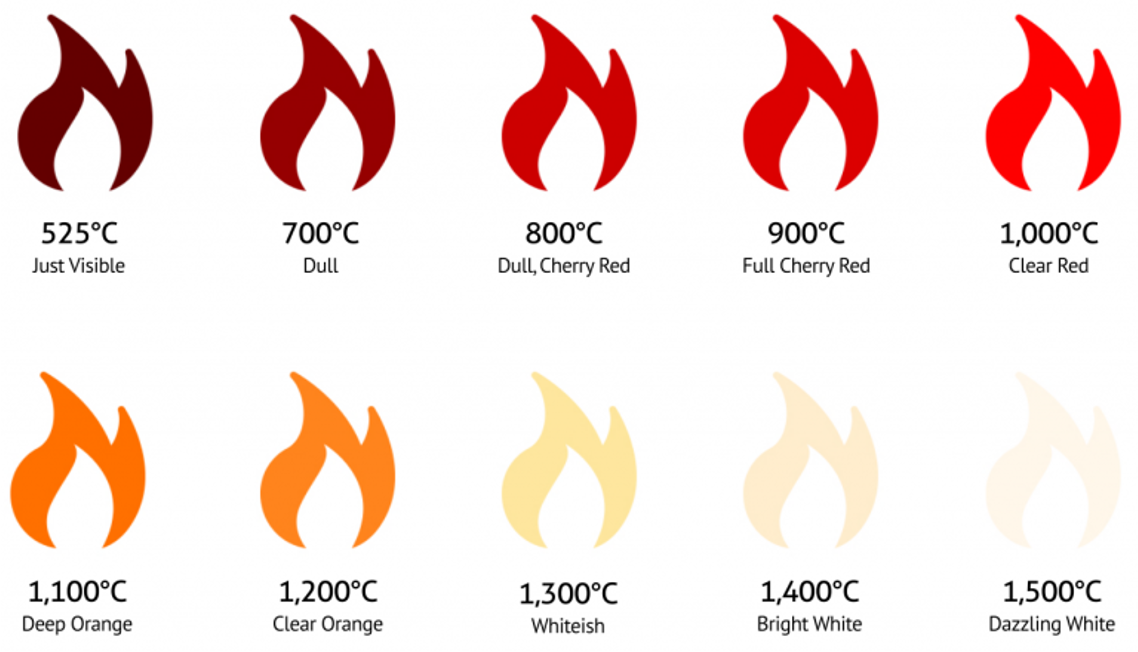 525°C
Just Visible
700°C
Dull
800°C
Dull, Cherry Red
900°C
Full Cherry Red
1,000°C
Clear Red
1,100°C
Deep Orange
1,200°C
Clear Orange
1,300°C
Whiteish
1,400°C
Bright White
1,500°C
Dazzling White